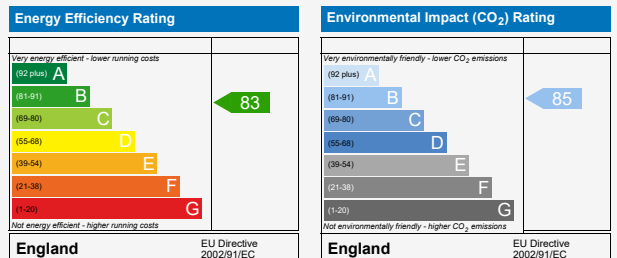 Energy Efficiency Rating
Very energy efficient - lower running costs
(92 plus) A
(81-91) B
83
(69-80) C
(55-68) D
(39-54) E
(21-38) F
(1-20) G
Not energy efficient - higher running costs
England
EU Directive
2002/91/EC
Environmental Impact (CO2) Rating
Very environmentally friendly - lower CO2 emissions
(92 plus) A
(81-91) B
85
(69-80) C
(55-68) D
(39-54) E
(21-38) F
(1-20) G
Not environmentally friendly - higher CO2 emissions
England
EU Directive
2002/91/EC